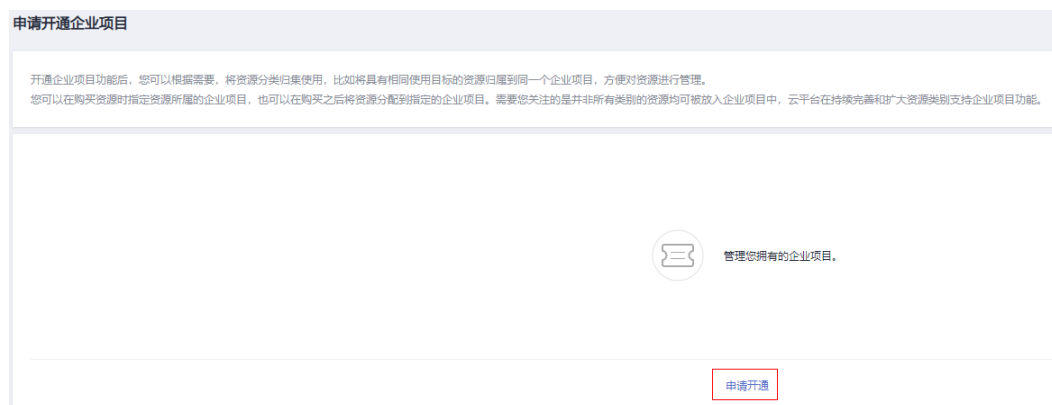 申请开通企业项目
开通企业项目功能后，您可以根据需要，将资源分类归集使用，比如将具有相同使用目标的资源归属到同一个企业项目，方便对资源进行管理。
您可以在购买资源时指定资源所属的企业项目，也可以在购买之后将资源分配到指定的企业项目。需要您关注的是并非所有类别的资源均可被放入企业项目中，云平台在持续完善和扩大资源类别支持企业项目功能。
管理您拥有的企业项目。
申请开通